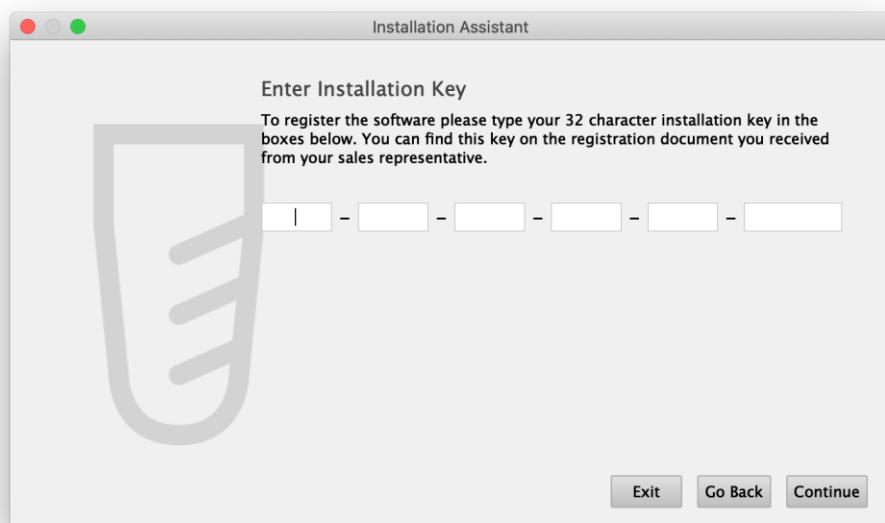 Installation Assistant
Enter Installation Key
To register the software please type your 32 character installation key in the
boxes below. You can find this key on the registration document you received
from your sales representative.
– – – – –
Exit Go Back Continue